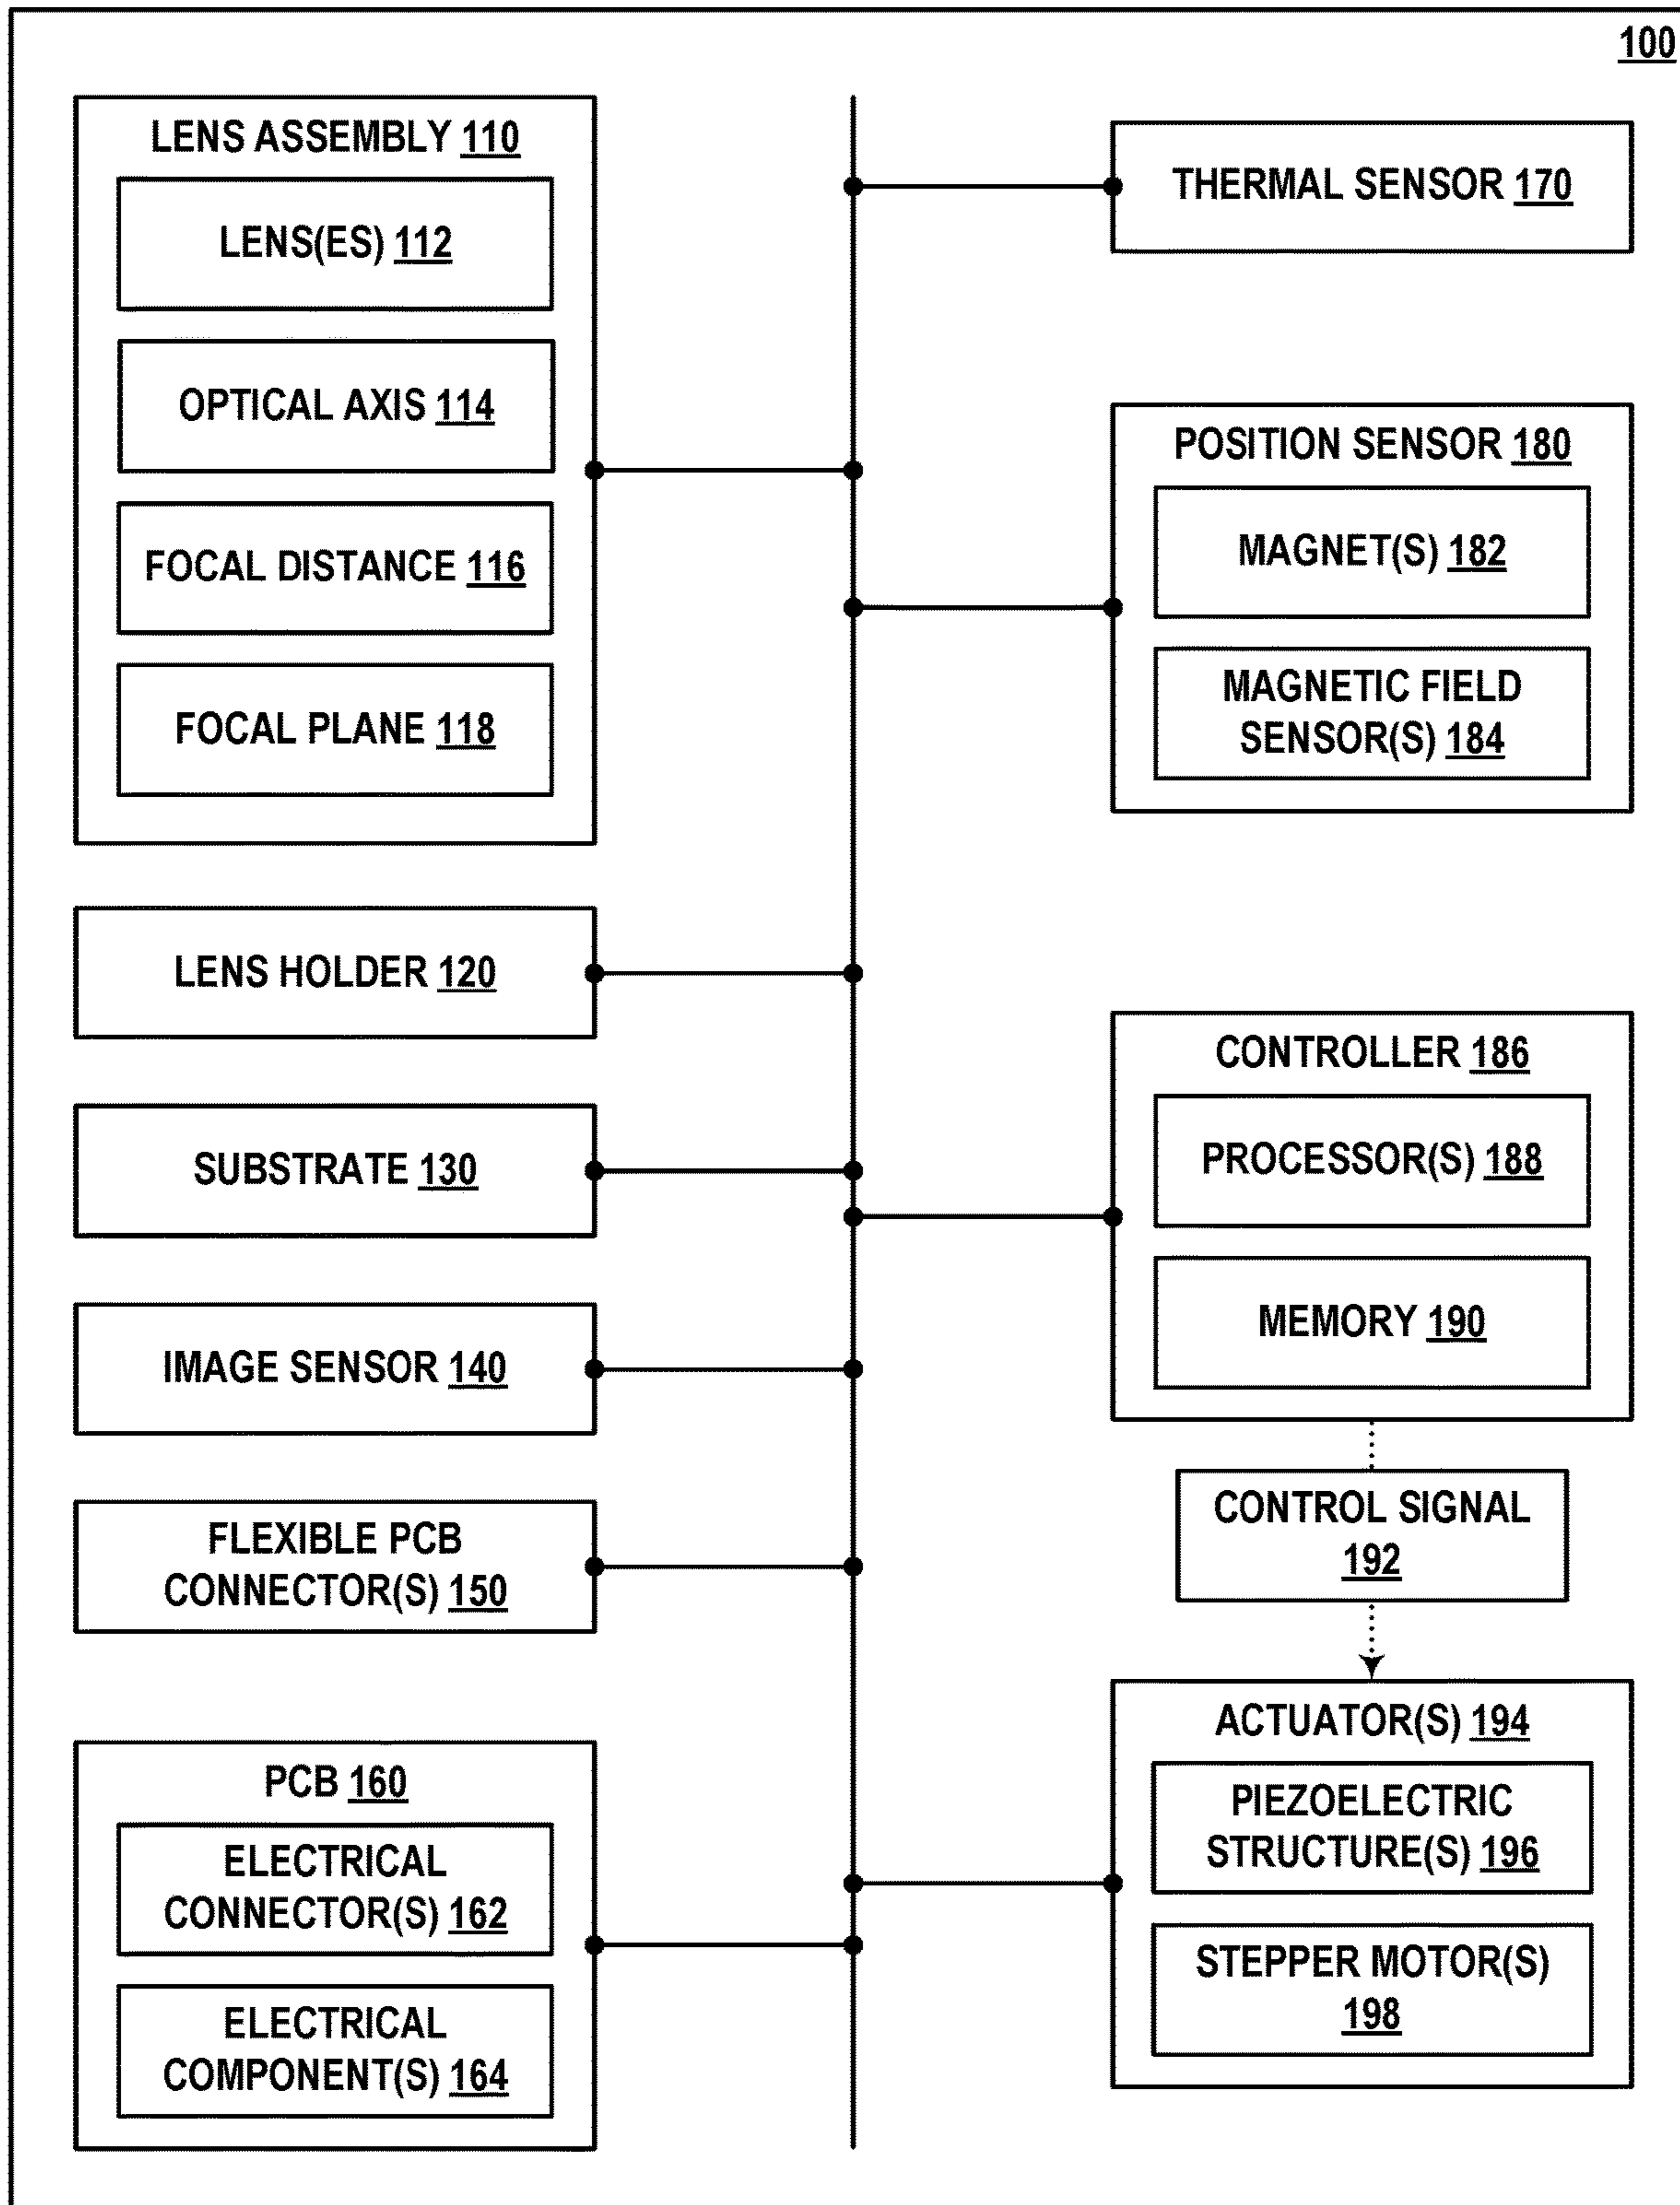 100
LENS ASSEMBLY 110
LENS(ES) 112
OPTICAL AXIS 114
FOCAL DISTANCE 116
FOCAL PLANE 118
LENS HOLDER 120
SUBSTRATE 130
IMAGE SENSOR 140
FLEXIBLE PCB
CONNECTOR(S) 150
PCB 160
ELECTRICAL
CONNECTOR(S) 162
ELECTRICAL
COMPONENT(S) 164
THERMAL SENSOR 170
POSITION SENSOR 180
MAGNET(S) 182
MAGNETIC FIELD
SENSOR(S) 184
CONTROLLER 186
PROCESSOR(S) 188
MEMORY 190
CONTROL SIGNAL
192
ACTUATOR(S) 194
PIEZOELECTRIC
STRUCTURE(S) 196
STEPPER MOTOR(S)
198